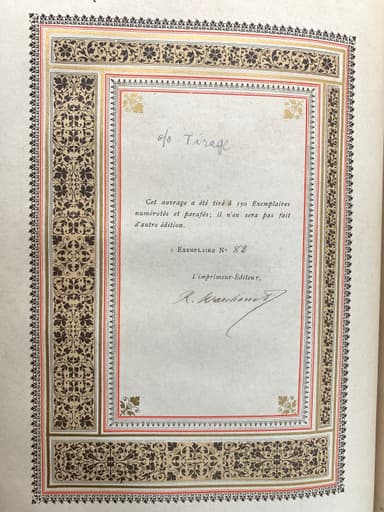 % Tirage
Cet ouvrage a été tiré à 150 Exemplaires
numérotés et parafés; il n'en sera pas fait
d'autre édition.
EXEMPLAIRE N° 82
L'imprimeur-Éditeur,